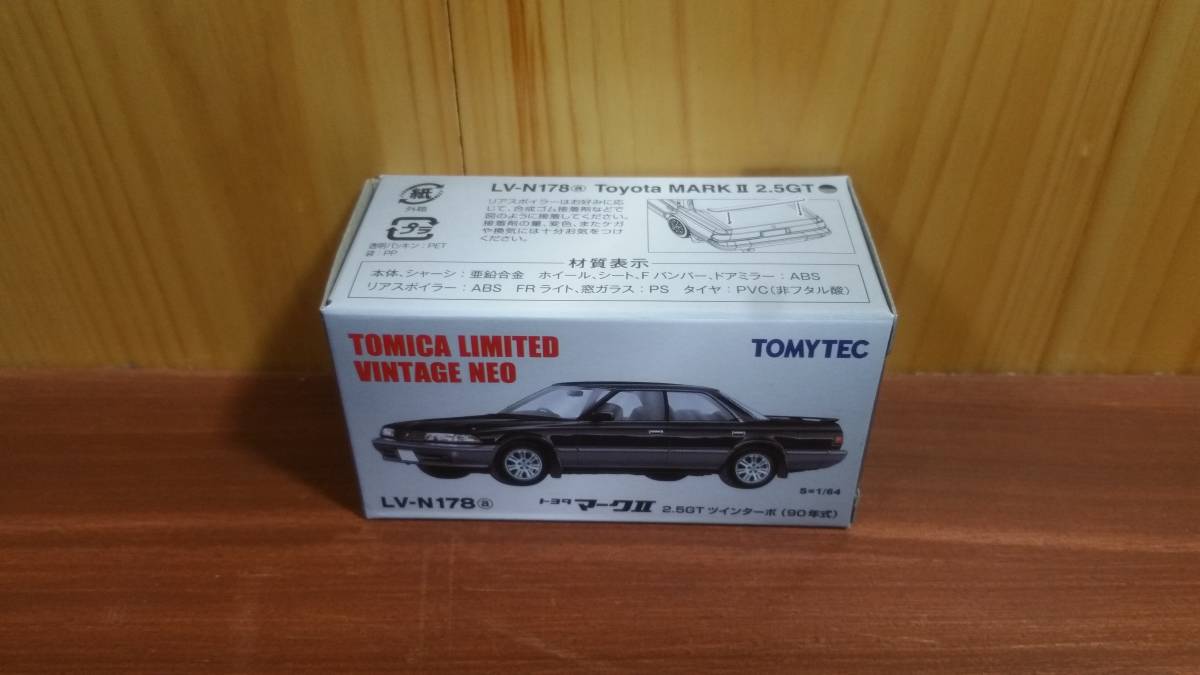 紙
外箱
プラ
透明パッキン：PET
袋：PP
LV-N178ⓐ Toyota MARK II 2.5GT
リアスポイラーはお好みに応
じて、合成ゴム接着剤などで
図のように接着してください。
接着剤の量、変色、またケガ
や換気には十分お気をつけ
ください。
材質表示
本体、シャーシ：亜鉛合金 ホイール、シート、Fバンパー、ドアミラー：ABS
リアスポイラー：ABS FRライト、窓ガラス：PS タイヤ：PVC（非フタル酸）
TOMICA LIMITED
VINTAGE NEO
TOMYTEC
S=1/64
LV-N178ⓐ トヨタ マークII 2.5GT ツインターボ（90年式）